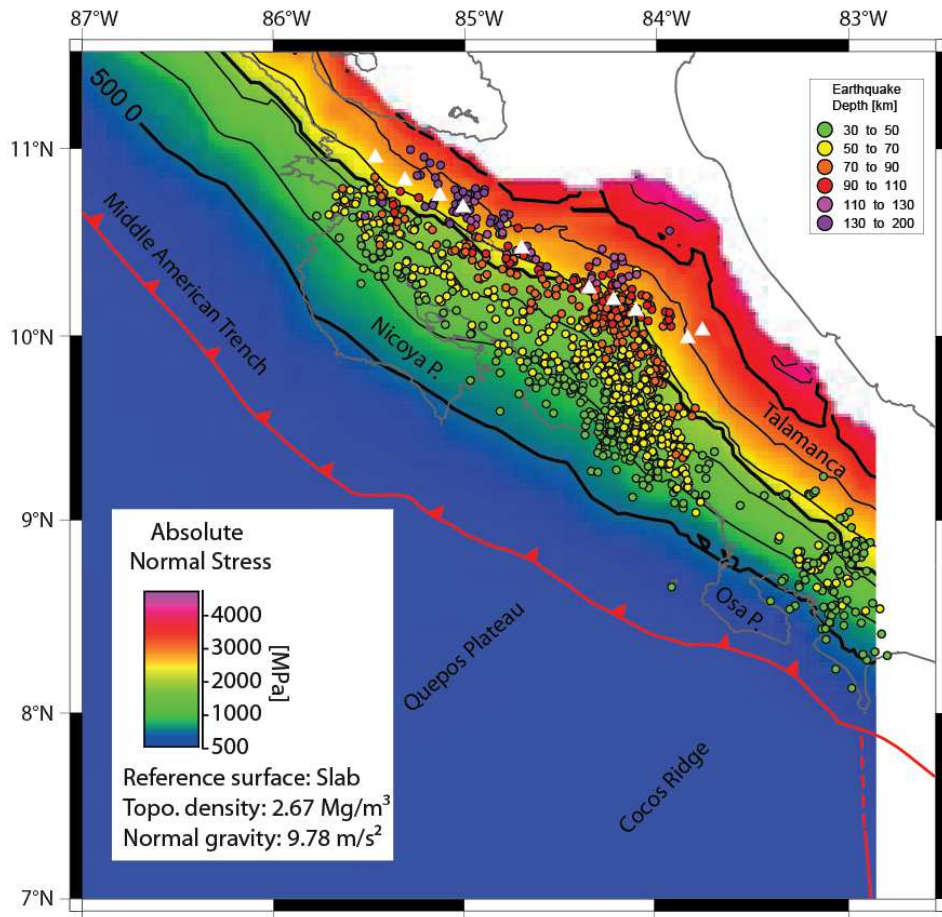 87°W 86°W 85°W 84°W 83°W
Earthquake
Depth [km]
30 to 50
50 to 70
70 to 90
90 to 110
110 to 130
130 to 200
500 0
11°N
Middle American Trench
10°N
Nicoya P.
Talamanca
9°N
Osa P.
Quepos Plateau
8°N
Cocos Ridge
7°N
Absolute
Normal Stress
4000
3000
2000
1000
500
[MPa]
Reference surface: Slab
Topo. density: 2.67 Mg/m³
Normal gravity: 9.78 m/s²